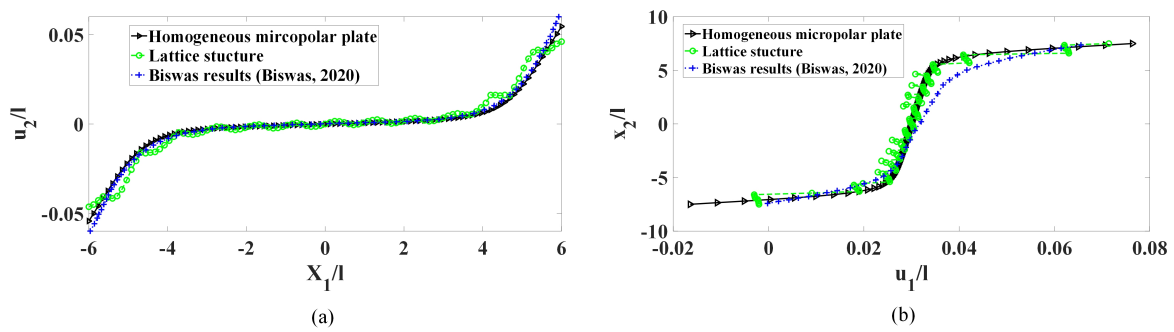 0.05
0
-0.05
u2/l
-6 -4 -2 0 2 4 6
X1/l
Homogeneous mircopolar plate
Lattice stucture
Biswas results (Biswas, 2020)
(a)
10
5
0
-5
-10
x2/l
-0.02 0 0.02 0.04 0.06 0.08
u1/l
Homogeneous mircopolar plate
Lattice stucture
Biswas results (Biswas, 2020)
(b)